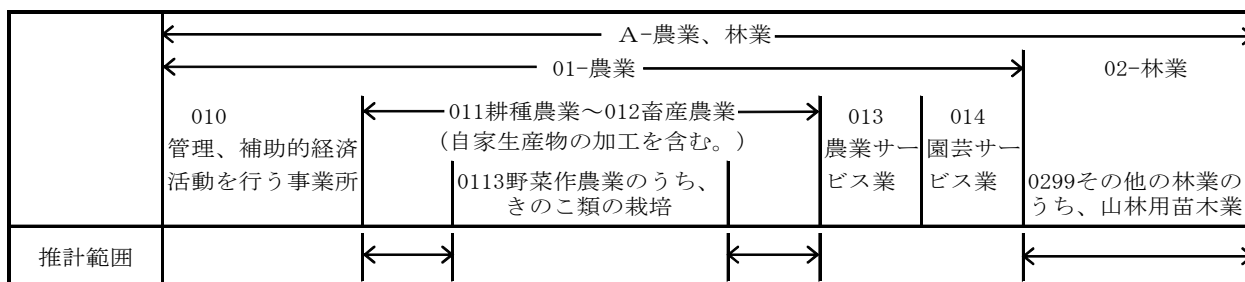 A-農業、林業
01-農業
02-林業
010
管理、補助的経済
活動を行う事業所
011耕種農業～012畜産農業
(自家生産物の加工を含む。)
0113野菜作農業のうち、
きのこ類の栽培
013
農業サー
ビス業
014
園芸サー
ビス業
0299その他の林業の
うち、山林用苗木業
推計範囲